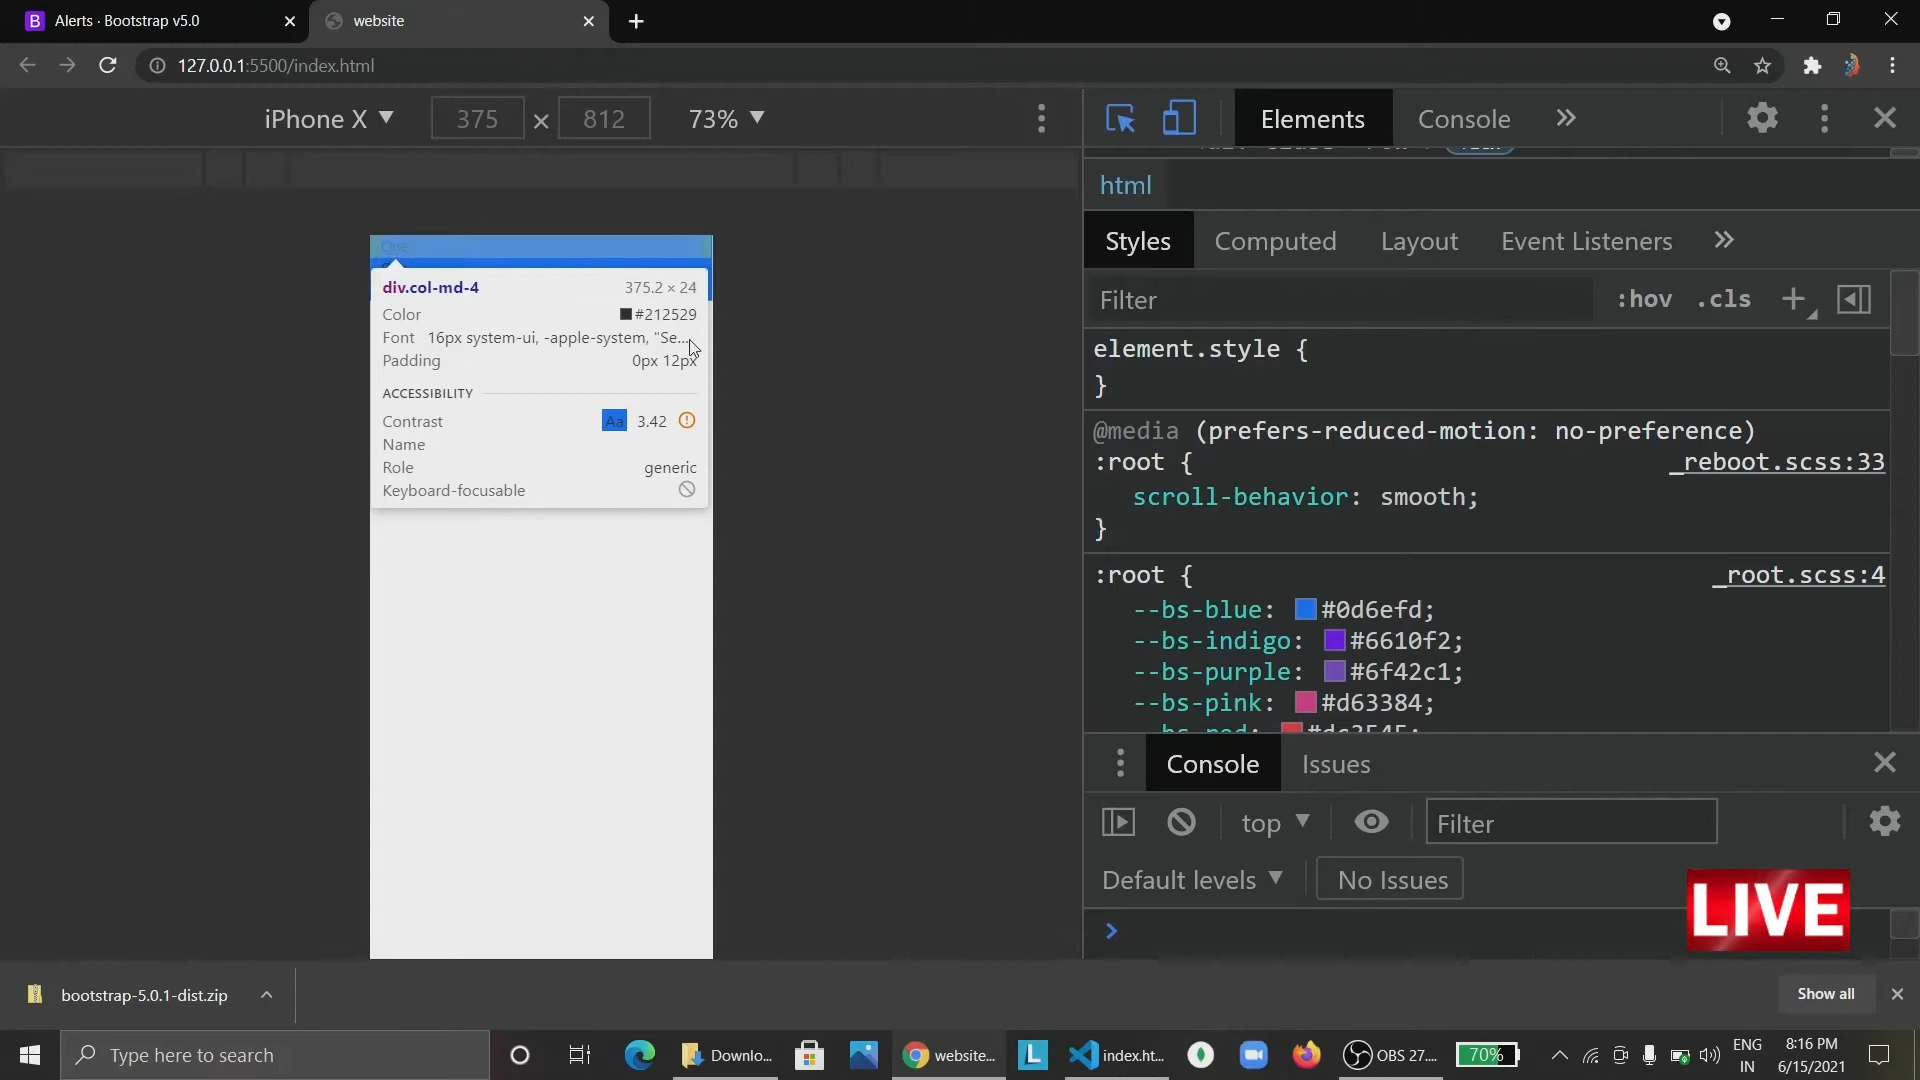 Alerts · Bootstrap v5.0
website
127.0.0.1:5500/index.html
iPhone X
375 × 812
73%
Elements
Console
html
Styles
Computed
Layout
Event Listeners
Filter
:hov
.cls
element.style {
}
@media (prefers-reduced-motion: no-preference)
:root {
_reboot.scss:33
scroll-behavior: smooth;
}
:root {
_root.scss:4
--bs-blue: #0d6efd;
--bs-indigo: #6610f2;
--bs-purple: #6f42c1;
--bs-pink: #d63384;
One
div.col-md-4
375.2 × 24
Color
#212529
Font
16px system-ui, -apple-system, "Se...
Padding
0px 12px
ACCESSIBILITY
Contrast
Aa
3.42
Name
Role
generic
Keyboard-focusable
Console
Issues
top
Filter
Default levels
No Issues
LIVE
bootstrap-5.0.1-dist.zip
Show all
Type here to search
Downlo...
website...
index.ht...
OBS 27....
70%
ENG
IN
8:16 PM
6/15/2021